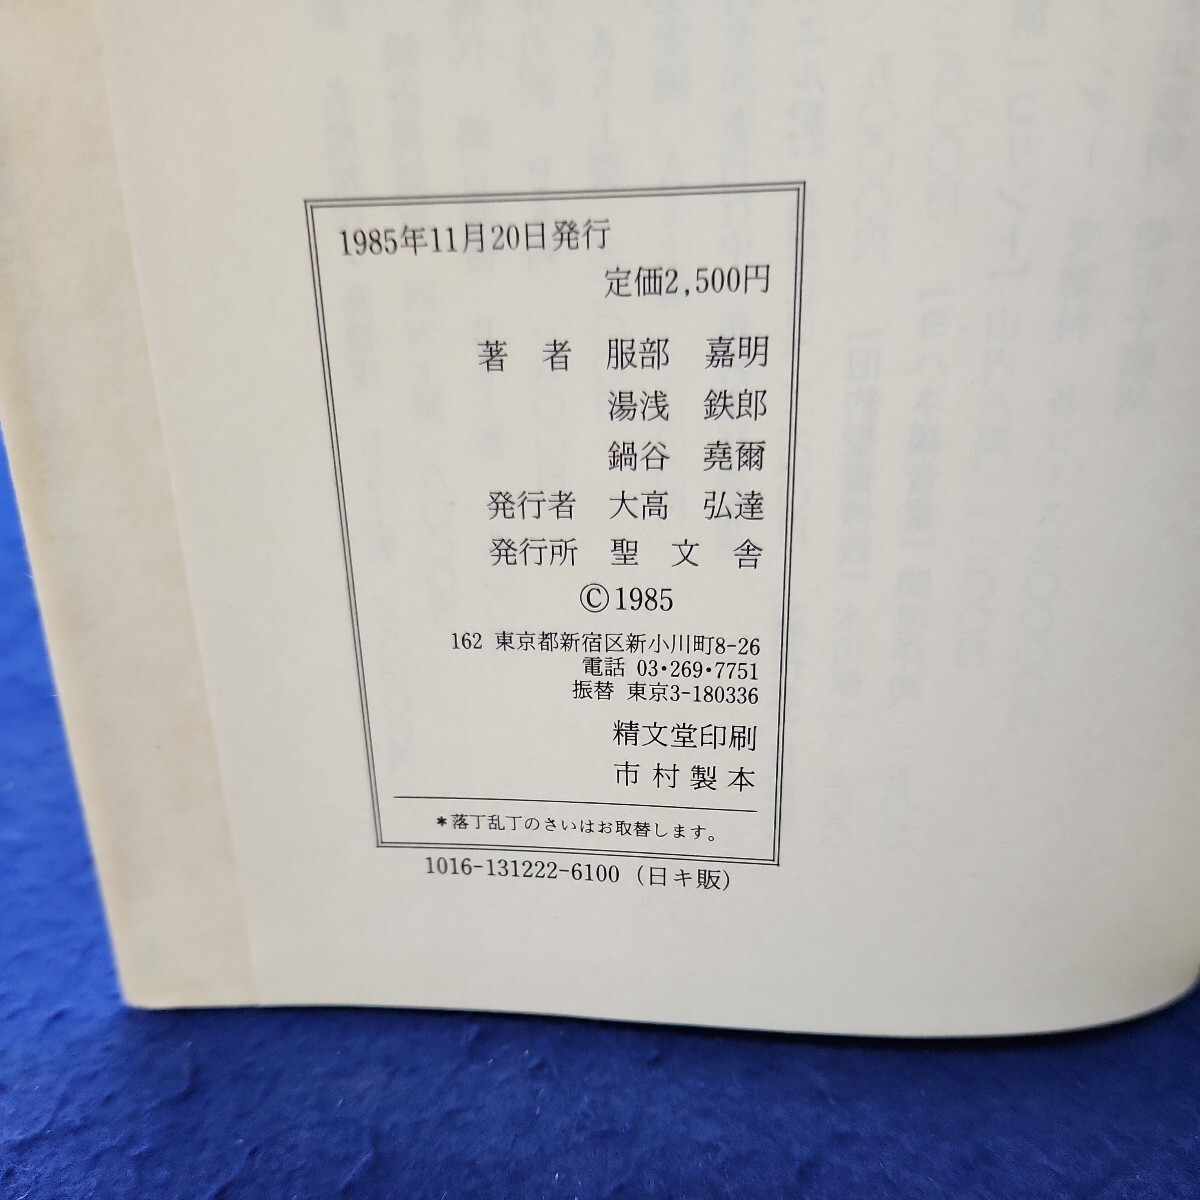 1985年11月20日発行
定価2,500円
著 者 服部 嘉明
湯浅 鉄郎
鍋谷 堯爾
発行者 大高 弘達
発行所 聖文舎
©1985
162 東京都新宿区新小川町8-26
電話 03・269・7751
振替 東京3-180336
精文堂印刷
市村製本
*落丁乱丁のさいはお取替します。
1016-131222-6100(日キ販)